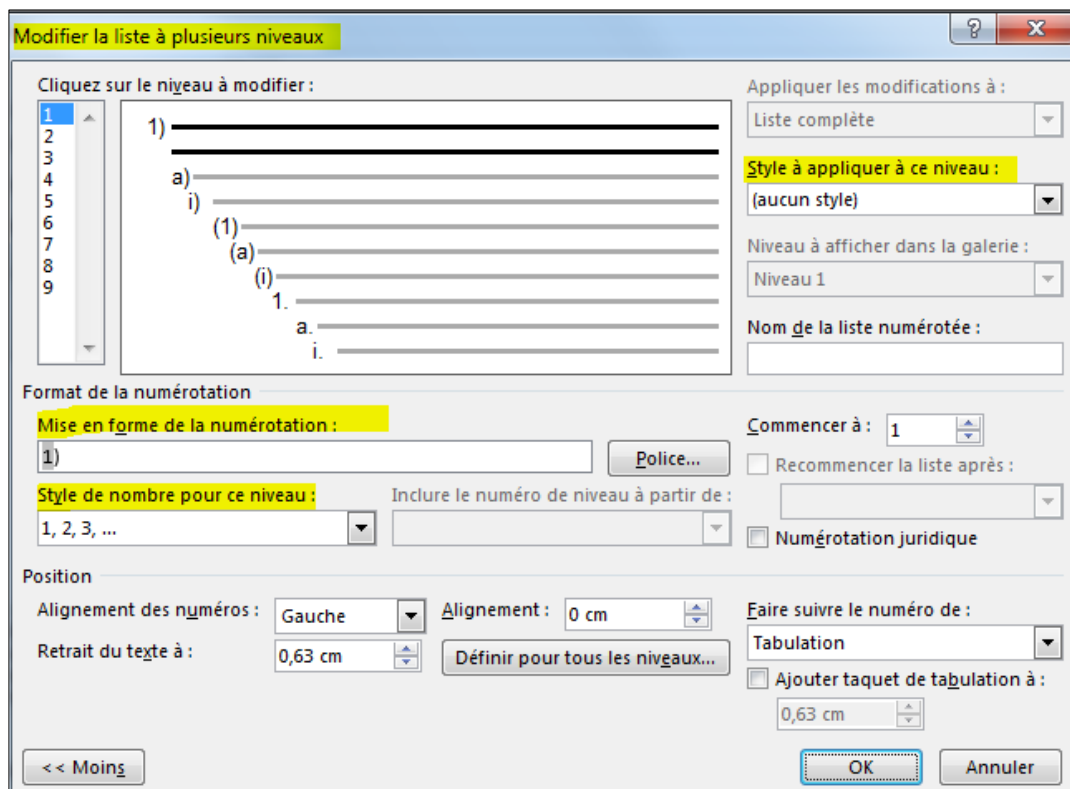 Modifier la liste à plusieurs niveaux
Cliquez sur le niveau à modifier :
1
2
3
4
5
6
7
8
9
1)
a)
i)
(1)
(a)
(i)
1.
a.
i.
Appliquer les modifications à :
Liste complète
Style à appliquer à ce niveau :
(aucun style)
Niveau à afficher dans la galerie :
Niveau 1
Nom de la liste numérotée :
Format de la numérotation
Mise en forme de la numérotation :
1)
Police...
Commencer à : 1
Recommencer la liste après :
Style de nombre pour ce niveau :
1, 2, 3, ...
Inclure le numéro de niveau à partir de :
Numérotation juridique
Position
Alignement des numéros : Gauche
Alignement : 0 cm
Retrait du texte à : 0,63 cm
Définir pour tous les niveaux...
Faire suivre le numéro de :
Tabulation
Ajouter taquet de tabulation à :
0,63 cm
<< Moins
OK
Annuler